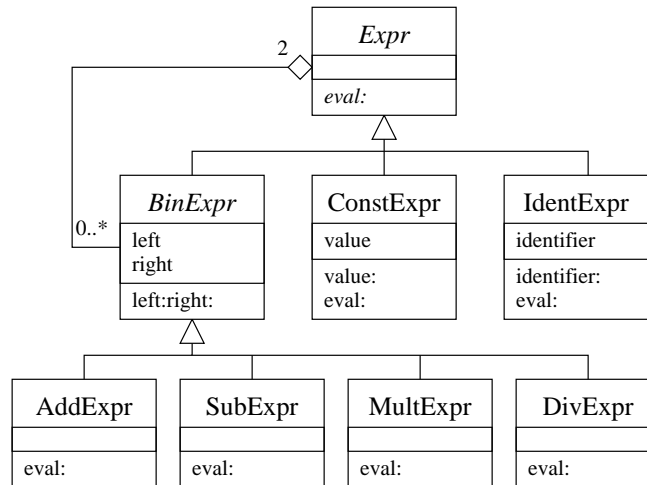 Expr
2
eval:
BinExpr
left
right
left:right:
0..*
ConstExpr
value
value:
eval:
IdentExpr
identifier
identifier:
eval:
AddExpr
eval:
SubExpr
eval:
MultExpr
eval:
DivExpr
eval: